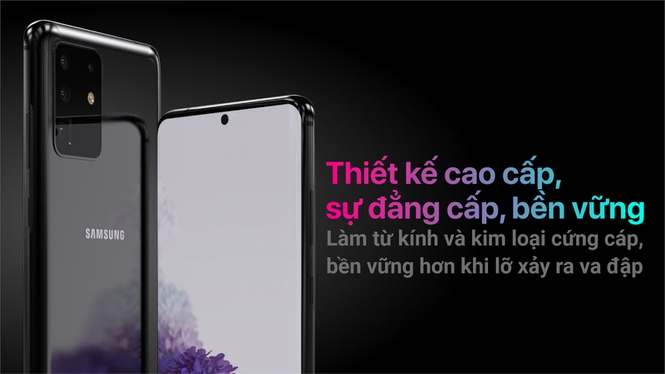 SAMSUNG
Thiết kế cao cấp,
sự đẳng cấp, bền vững
Làm từ kính và kim loại cứng cáp,
bền vững hơn khi lỡ xảy ra va đập